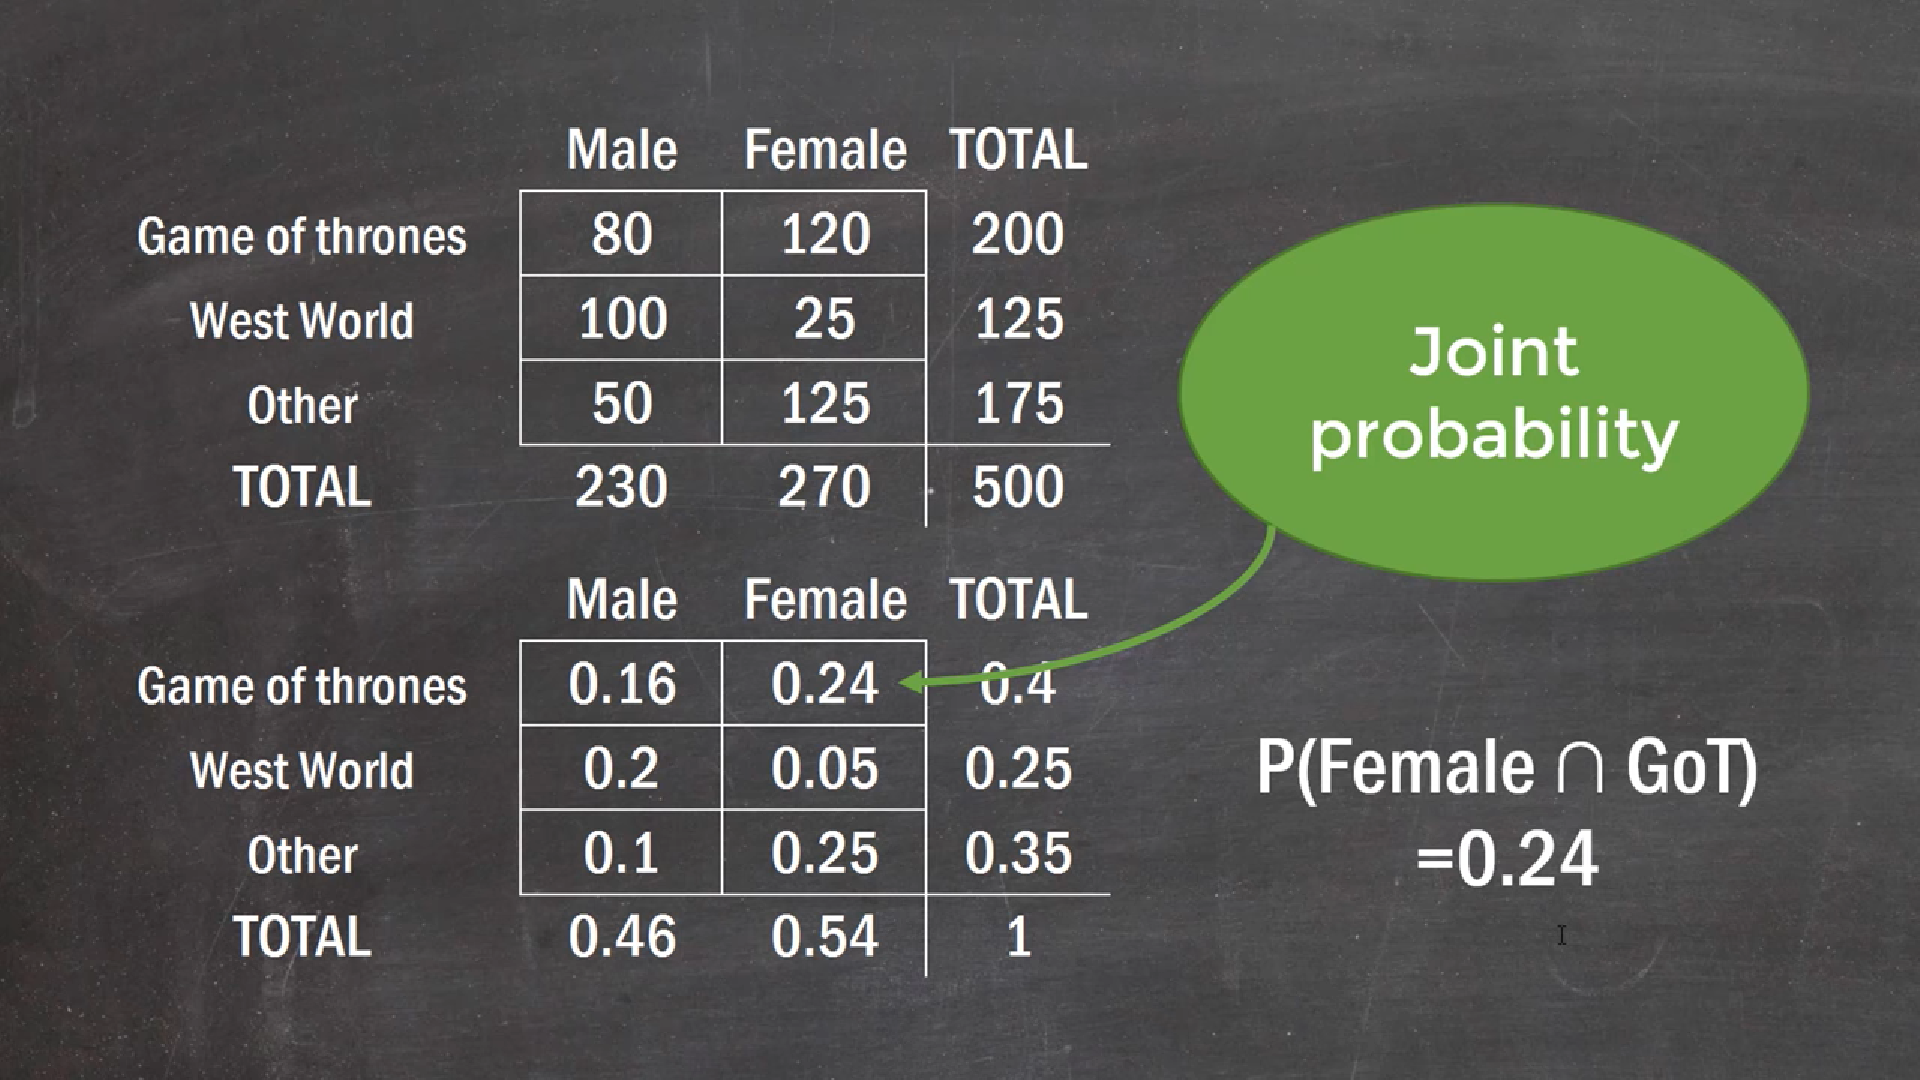 Male Female TOTAL
Game of thrones 80 120 200
West World 100 25 125
Other 50 125 175
TOTAL 230 270 500
Joint
probability
Male Female TOTAL
Game of thrones 0.16 0.24 0.4
West World 0.2 0.05 0.25
Other 0.1 0.25 0.35
TOTAL 0.46 0.54 1
P(Female ∩ GoT)
=0.24